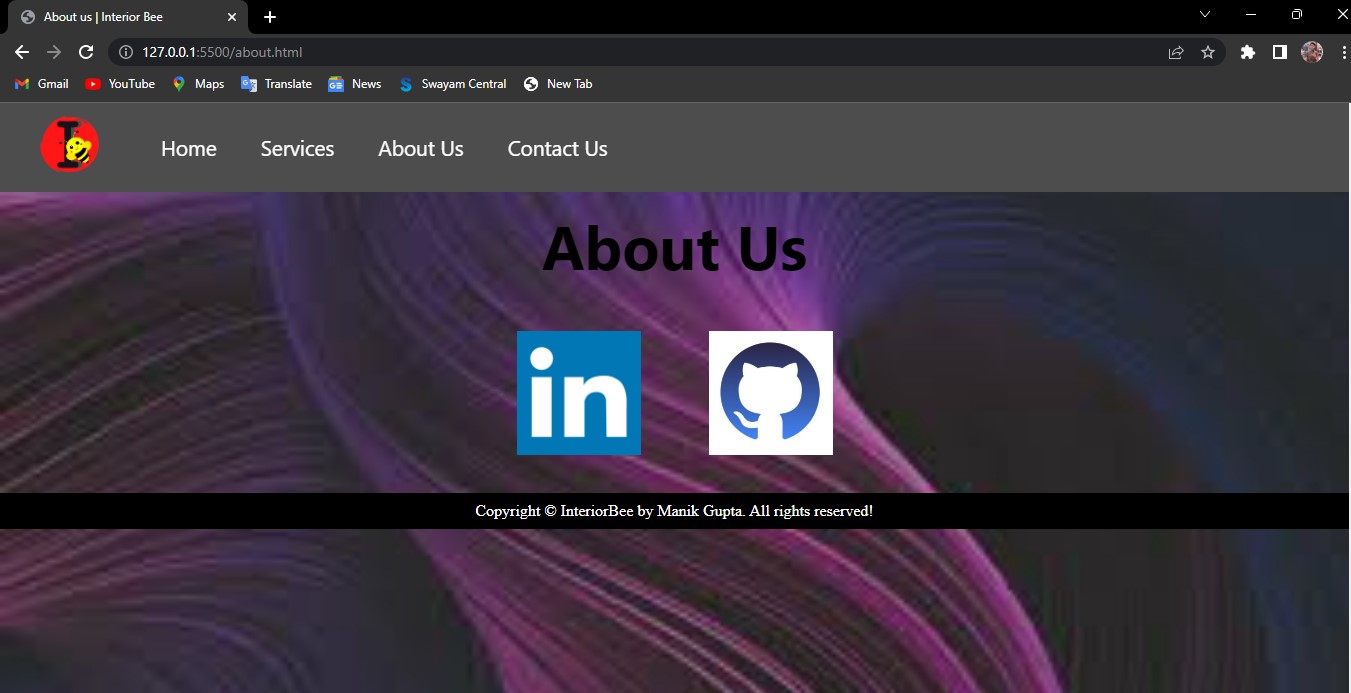 About us | Interior Bee
127.0.0.1:5500/about.html
Gmail YouTube Maps Translate News Swayam Central New Tab
I Home Services About Us Contact Us
About Us
in
Copyright © InteriorBee by Manik Gupta. All rights reserved!